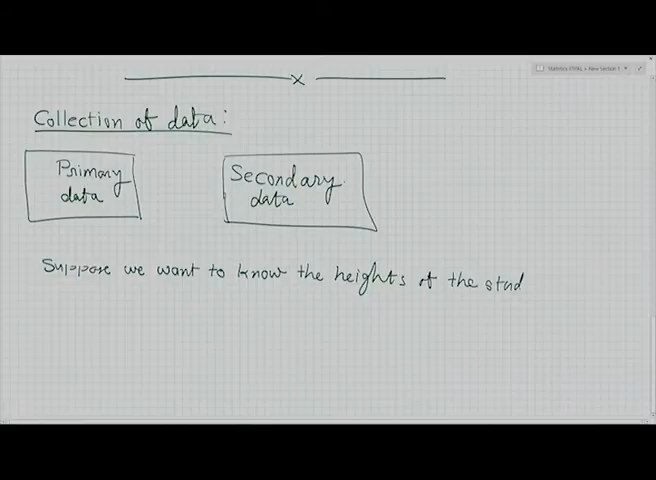 Collection of data:
Primary
data
Secondary
data
Suppose we want to know the heights of the stud